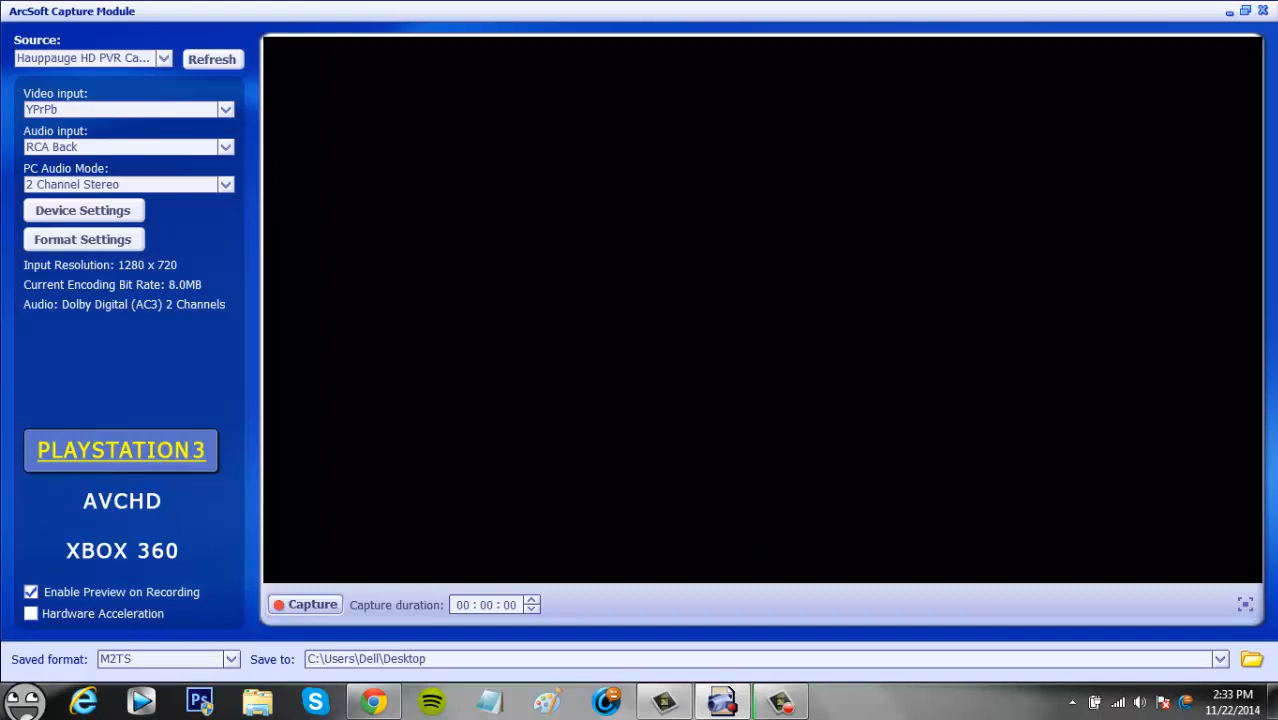 ArcSoft Capture Module
Source:
Hauppauge HD PVR Ca...
Refresh
Video input:
YPrPb
Audio input:
RCA Back
PC Audio Mode:
2 Channel Stereo
Device Settings
Format Settings
Input Resolution: 1280 x 720
Current Encoding Bit Rate: 8.0MB
Audio: Dolby Digital (AC3) 2 Channels
PLAYSTATION3
AVCHD
XBOX 360
Enable Preview on Recording
Hardware Acceleration
Capture
Capture duration:
00 : 00 : 00
Saved format:
M2TS
Save to:
C:\Users\Dell\Desktop
Ps
2:33 PM
11/22/2014